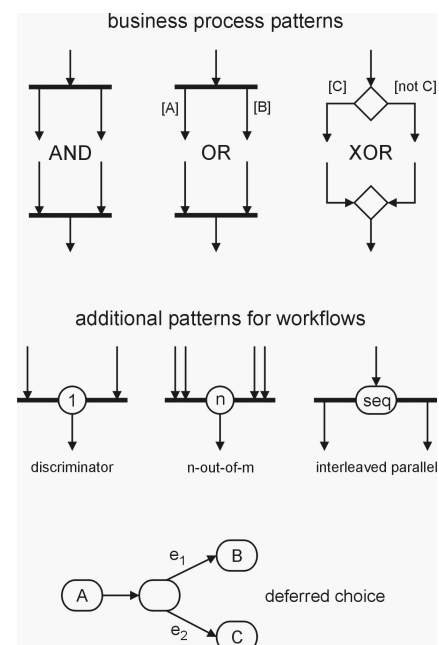 business process patterns
[C] [not C]
[A] [B]
AND OR XOR
additional patterns for workflows
1 n seq
discriminator n-out-of-m interleaved parallel
e1 B
A deferred choice
e2 C